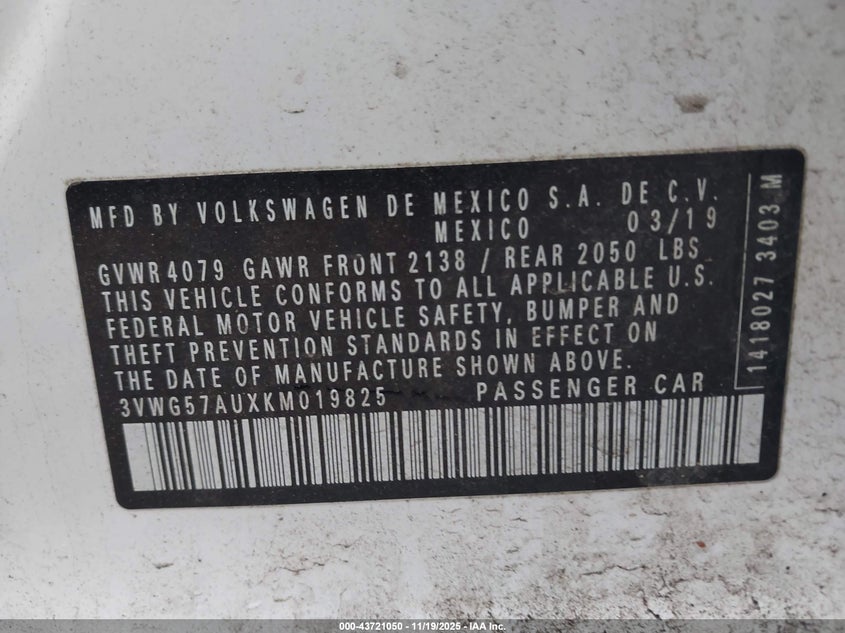 MFD BY VOLKSWAGEN DE MEXICO S.A. DE C.V.
MEXICO 03/19
GVWR 4079 GAWR FRONT 2138 / REAR 2050 LBS
THIS VEHICLE CONFORMS TO ALL APPLICABLE U.S.
FEDERAL MOTOR VEHICLE SAFETY, BUMPER AND
THEFT PREVENTION STANDARDS IN EFFECT ON
THE DATE OF MANUFACTURE SHOWN ABOVE.
3VWG57AUXKM019825 PASSENGER CAR
1418027 3403 M
000-43721050 - 11/19/2025 - IAA Inc.